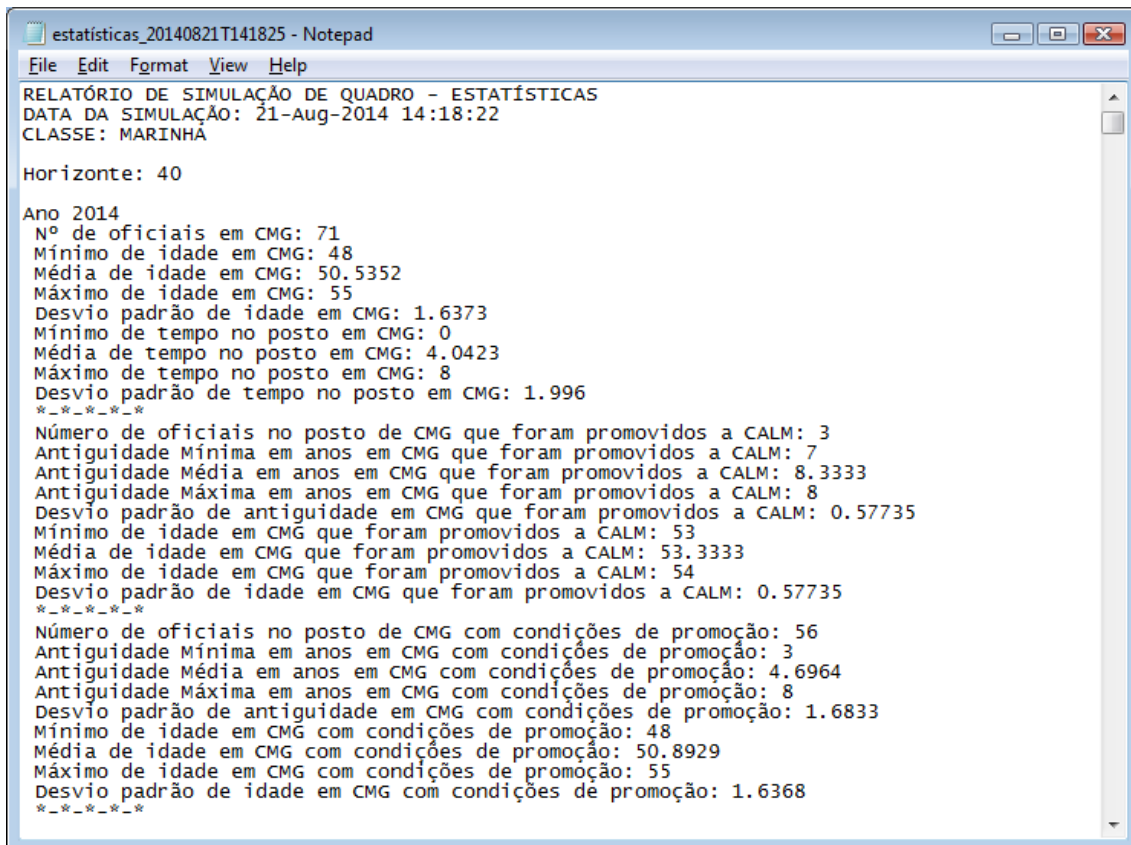 estatísticas_20140821T141825 - Notepad
File Edit Format View Help
RELATÓRIO DE SIMULAÇÃO DE QUADRO - ESTATÍSTICAS
DATA DA SIMULAÇÃO: 21-Aug-2014 14:18:22
CLASSE: MARINHA
Horizonte: 40
Ano 2014
Nº de oficiais em CMG: 71
Mínimo de idade em CMG: 48
Média de idade em CMG: 50.5352
Máximo de idade em CMG: 55
Desvio padrão de idade em CMG: 1.6373
Mínimo de tempo no posto em CMG: 0
Média de tempo no posto em CMG: 4.0423
Máximo de tempo no posto em CMG: 8
Desvio padrão de tempo no posto em CMG: 1.996
*-*-*-*-*
Número de oficiais no posto de CMG que foram promovidos a CALM: 3
Antiguidade Mínima em anos em CMG que foram promovidos a CALM: 7
Antiguidade Média em anos em CMG que foram promovidos a CALM: 8.3333
Antiguidade Máxima em anos em CMG que foram promovidos a CALM: 8
Desvio padrão de antiguidade em CMG que foram promovidos a CALM: 0.57735
Mínimo de idade em CMG que foram promovidos a CALM: 53
Média de idade em CMG que foram promovidos a CALM: 53.3333
Máximo de idade em CMG que foram promovidos a CALM: 54
Desvio padrão de idade em CMG que foram promovidos a CALM: 0.57735
*-*-*-*-*
Número de oficiais no posto de CMG com condições de promoção: 56
Antiguidade Mínima em anos em CMG com condições de promoção: 3
Antiguidade Média em anos em CMG com condições de promoção: 4.6964
Antiguidade Máxima em anos em CMG com condições de promoção: 8
Desvio padrão de antiguidade em CMG com condições de promoção: 1.6833
Mínimo de idade em CMG com condições de promoção: 48
Média de idade em CMG com condições de promoção: 50.8929
Máximo de idade em CMG com condições de promoção: 55
Desvio padrão de idade em CMG com condições de promoção: 1.6368
*-*-*-*-*